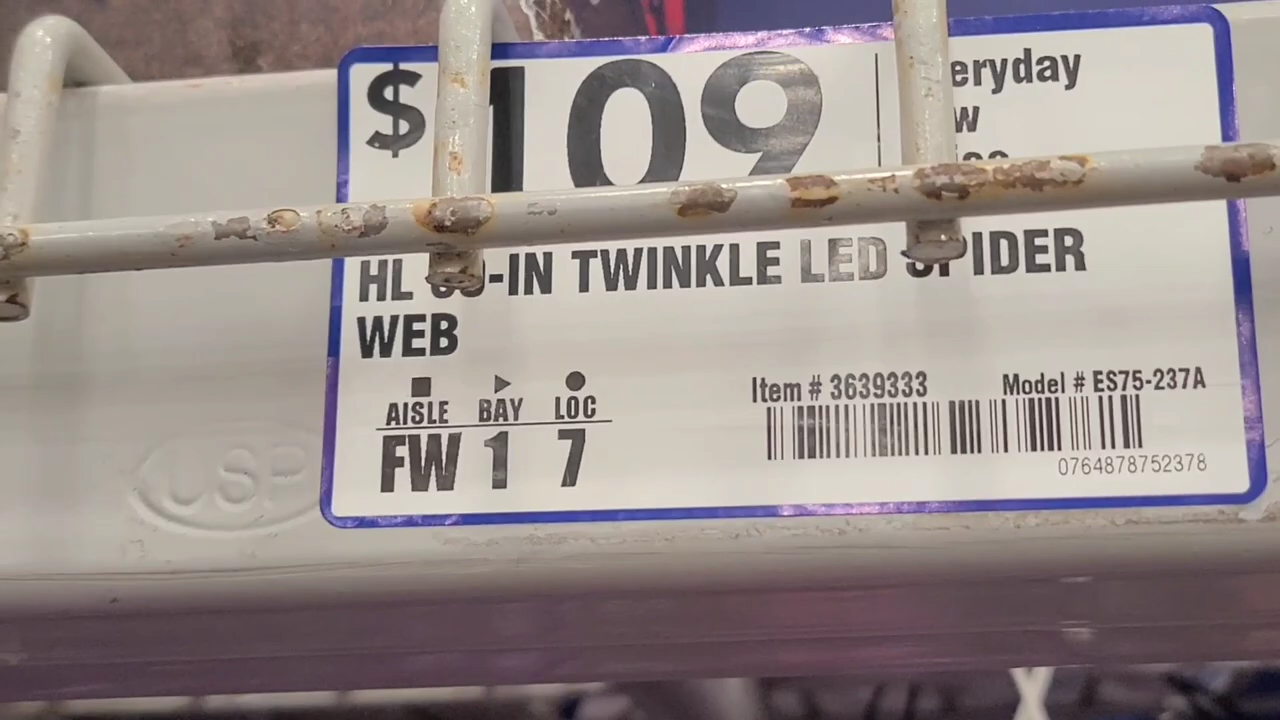 $109
eryday
w
HL -IN TWINKLE LED SPIDER
WEB
AISLE BAY LOC
FW 1 7
Item # 3639333 Model # ES75-237A
0764878752378
USP